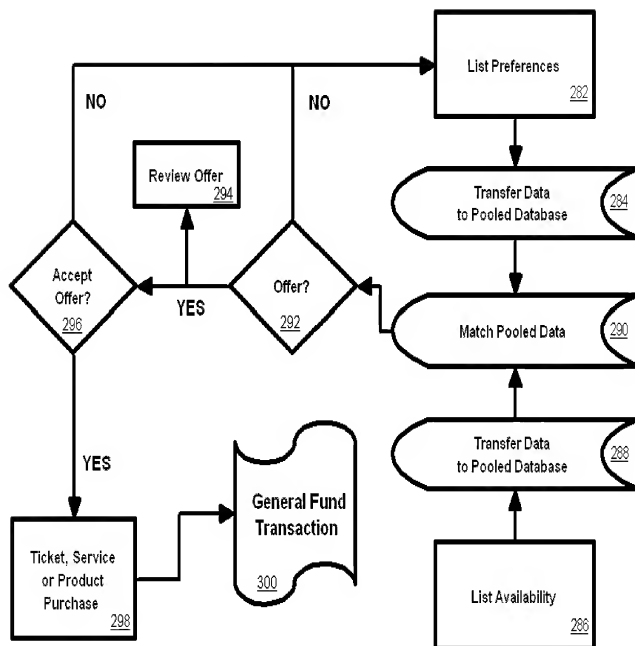 List Preferences
282
NO
NO
Review Offer
294
Transfer Data
to Pooled Database
284
Accept
Offer?
296
YES
Offer?
292
Match Pooled Data
290
YES
Transfer Data
to Pooled Database
288
General Fund
Transaction
300
Ticket, Service
or Product
Purchase
298
List Availability
286